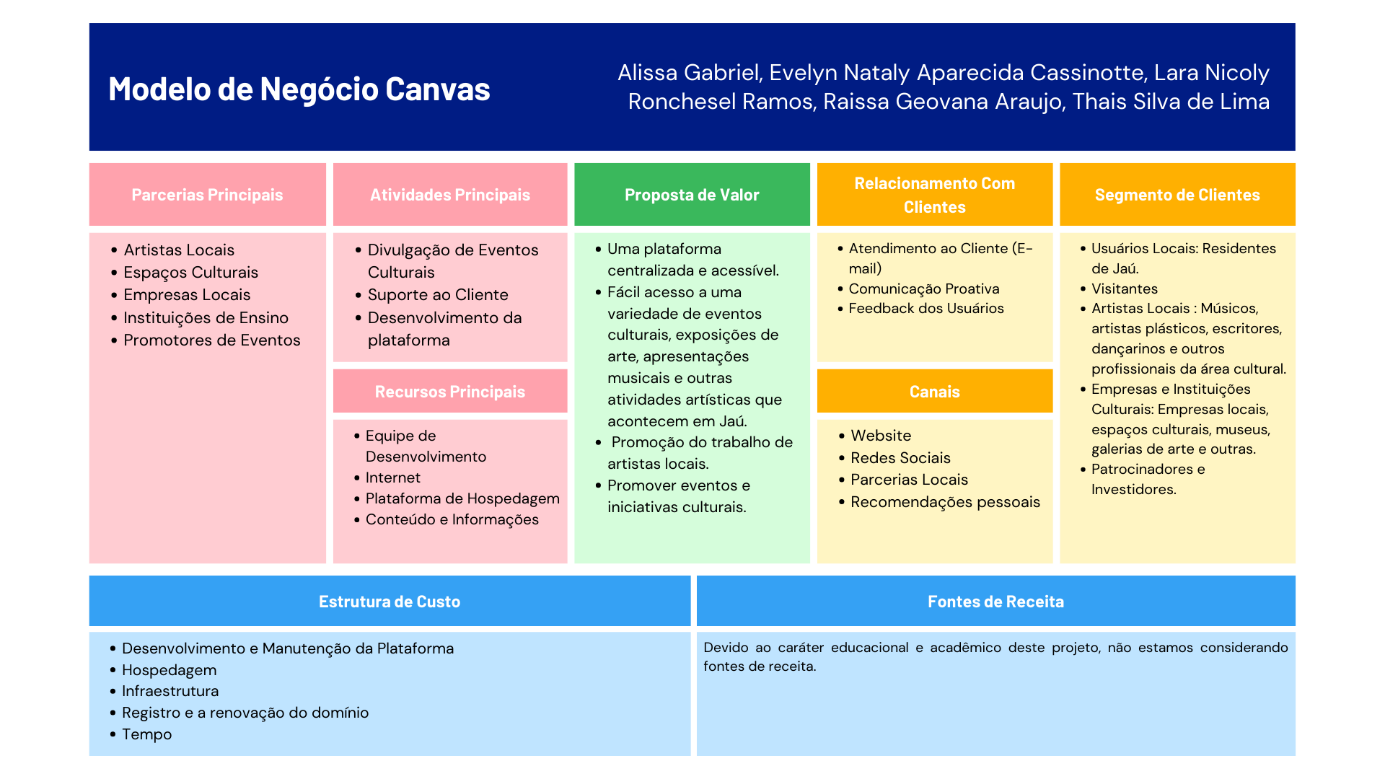 Modelo de Negócio Canvas
Alissa Gabriel, Evelyn Nataly Aparecida Cassinotte, Lara Nicoly
Ronchesel Ramos, Raissa Geovana Araujo, Thais Silva de Lima
Parcerias Principais
• Artistas Locais
• Espaços Culturais
• Empresas Locais
• Instituições de Ensino
• Promotores de Eventos
Atividades Principais
• Divulgação de Eventos
Culturais
• Suporte ao Cliente
• Desenvolvimento da
plataforma
Recursos Principais
• Equipe de
Desenvolvimento
• Internet
• Plataforma de Hospedagem
• Conteúdo e Informações
Proposta de Valor
• Uma plataforma
centralizada e acessível.
• Fácil acesso a uma
variedade de eventos
culturais, exposições de
arte, apresentações
musicais e outras
atividades artísticas que
acontecem em Jaú.
• Promoção do trabalho de
artistas locais.
• Promover eventos e
iniciativas culturais.
Relacionamento Com
Clientes
• Atendimento ao Cliente (E-
mail)
• Comunicação Proativa
• Feedback dos Usuários
Canais
• Website
• Redes Sociais
• Parcerias Locais
• Recomendações pessoais
Segmento de Clientes
• Usuários Locais: Residentes
de Jaú.
• Visitantes
• Artistas Locais : Músicos,
artistas plásticos, escritores,
dançarinos e outros
profissionais da área cultural.
• Empresas e Instituições
Culturais: Empresas locais,
espaços culturais, museus,
galerias de arte e outras.
• Patrocinadores e
Investidores.
Estrutura de Custo
• Desenvolvimento e Manutenção da Plataforma
• Hospedagem
• Infraestrutura
• Registro e a renovação do domínio
• Tempo
Fontes de Receita
Devido ao caráter educacional e acadêmico deste projeto, não estamos considerando
fontes de receita.